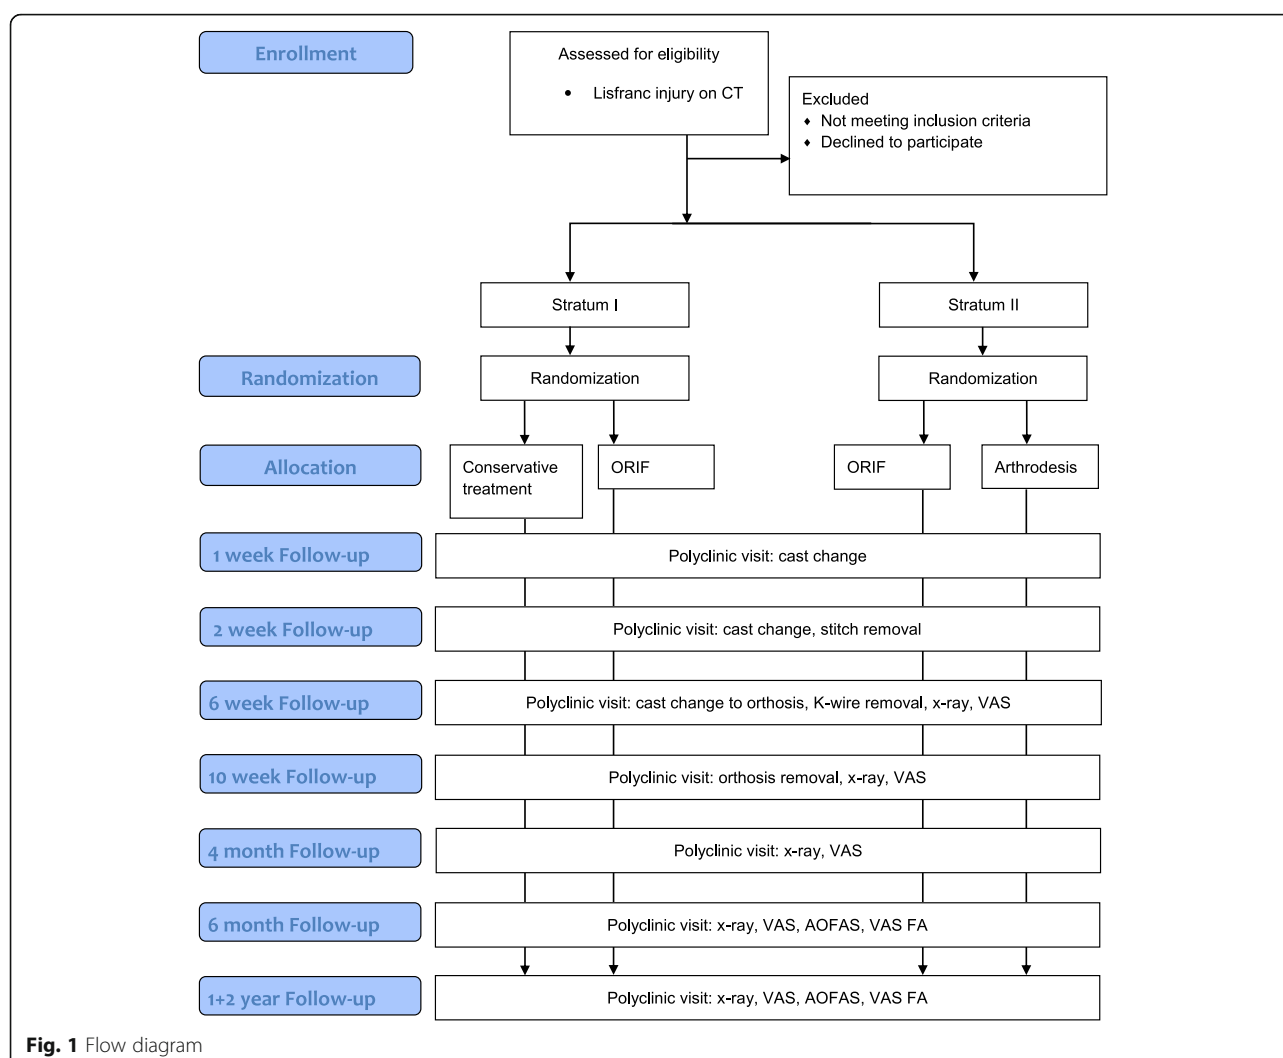 Enrollment
Assessed for eligibility
• Lisfranc injury on CT
Excluded
♦ Not meeting inclusion criteria
♦ Declined to participate
Stratum I
Stratum II
Randomization
Randomization
Randomization
Allocation
Conservative
treatment
ORIF
ORIF
Arthrodesis
1 week Follow-up
Polyclinic visit: cast change
2 week Follow-up
Polyclinic visit: cast change, stitch removal
6 week Follow-up
Polyclinic visit: cast change to orthosis, K-wire removal, x-ray, VAS
10 week Follow-up
Polyclinic visit: orthosis removal, x-ray, VAS
4 month Follow-up
Polyclinic visit: x-ray, VAS
6 month Follow-up
Polyclinic visit: x-ray, VAS, AOFAS, VAS FA
1+2 year Follow-up
Polyclinic visit: x-ray, VAS, AOFAS, VAS FA
Fig. 1 Flow diagram